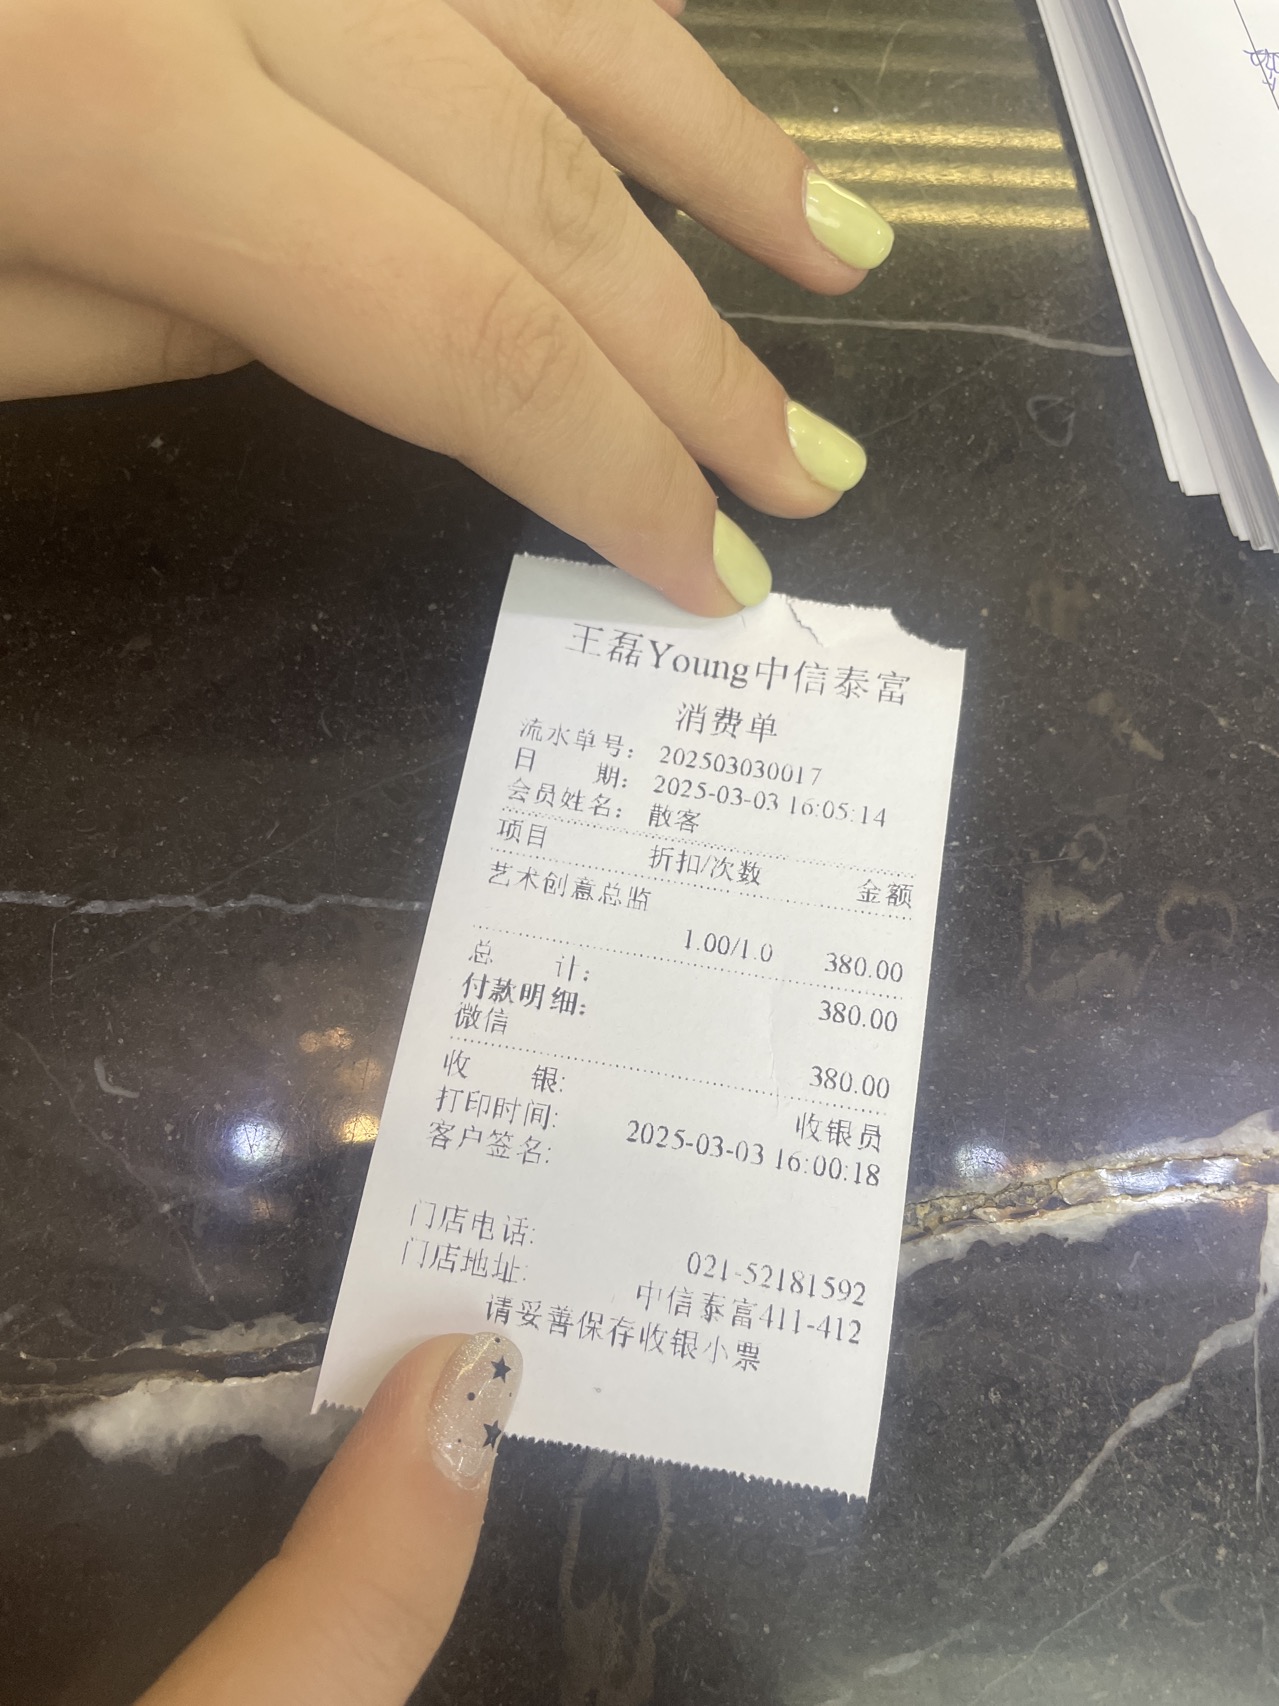 王磊Young中信泰富
消费单
流水单号： 202503030017
日 期： 2025-03-03 16:05:14
会员姓名： 散客
项目 折扣/次数 金额
艺术创意总监
1.00/1.0 380.00
总 计： 380.00
付款明细：
微信 380.00
收 银: 收银员
打印时间: 2025-03-03 16:00:18
客户签名:
门店电话: 021-52181592
门店地址: 中信泰富411-412
请妥善保存收银小票